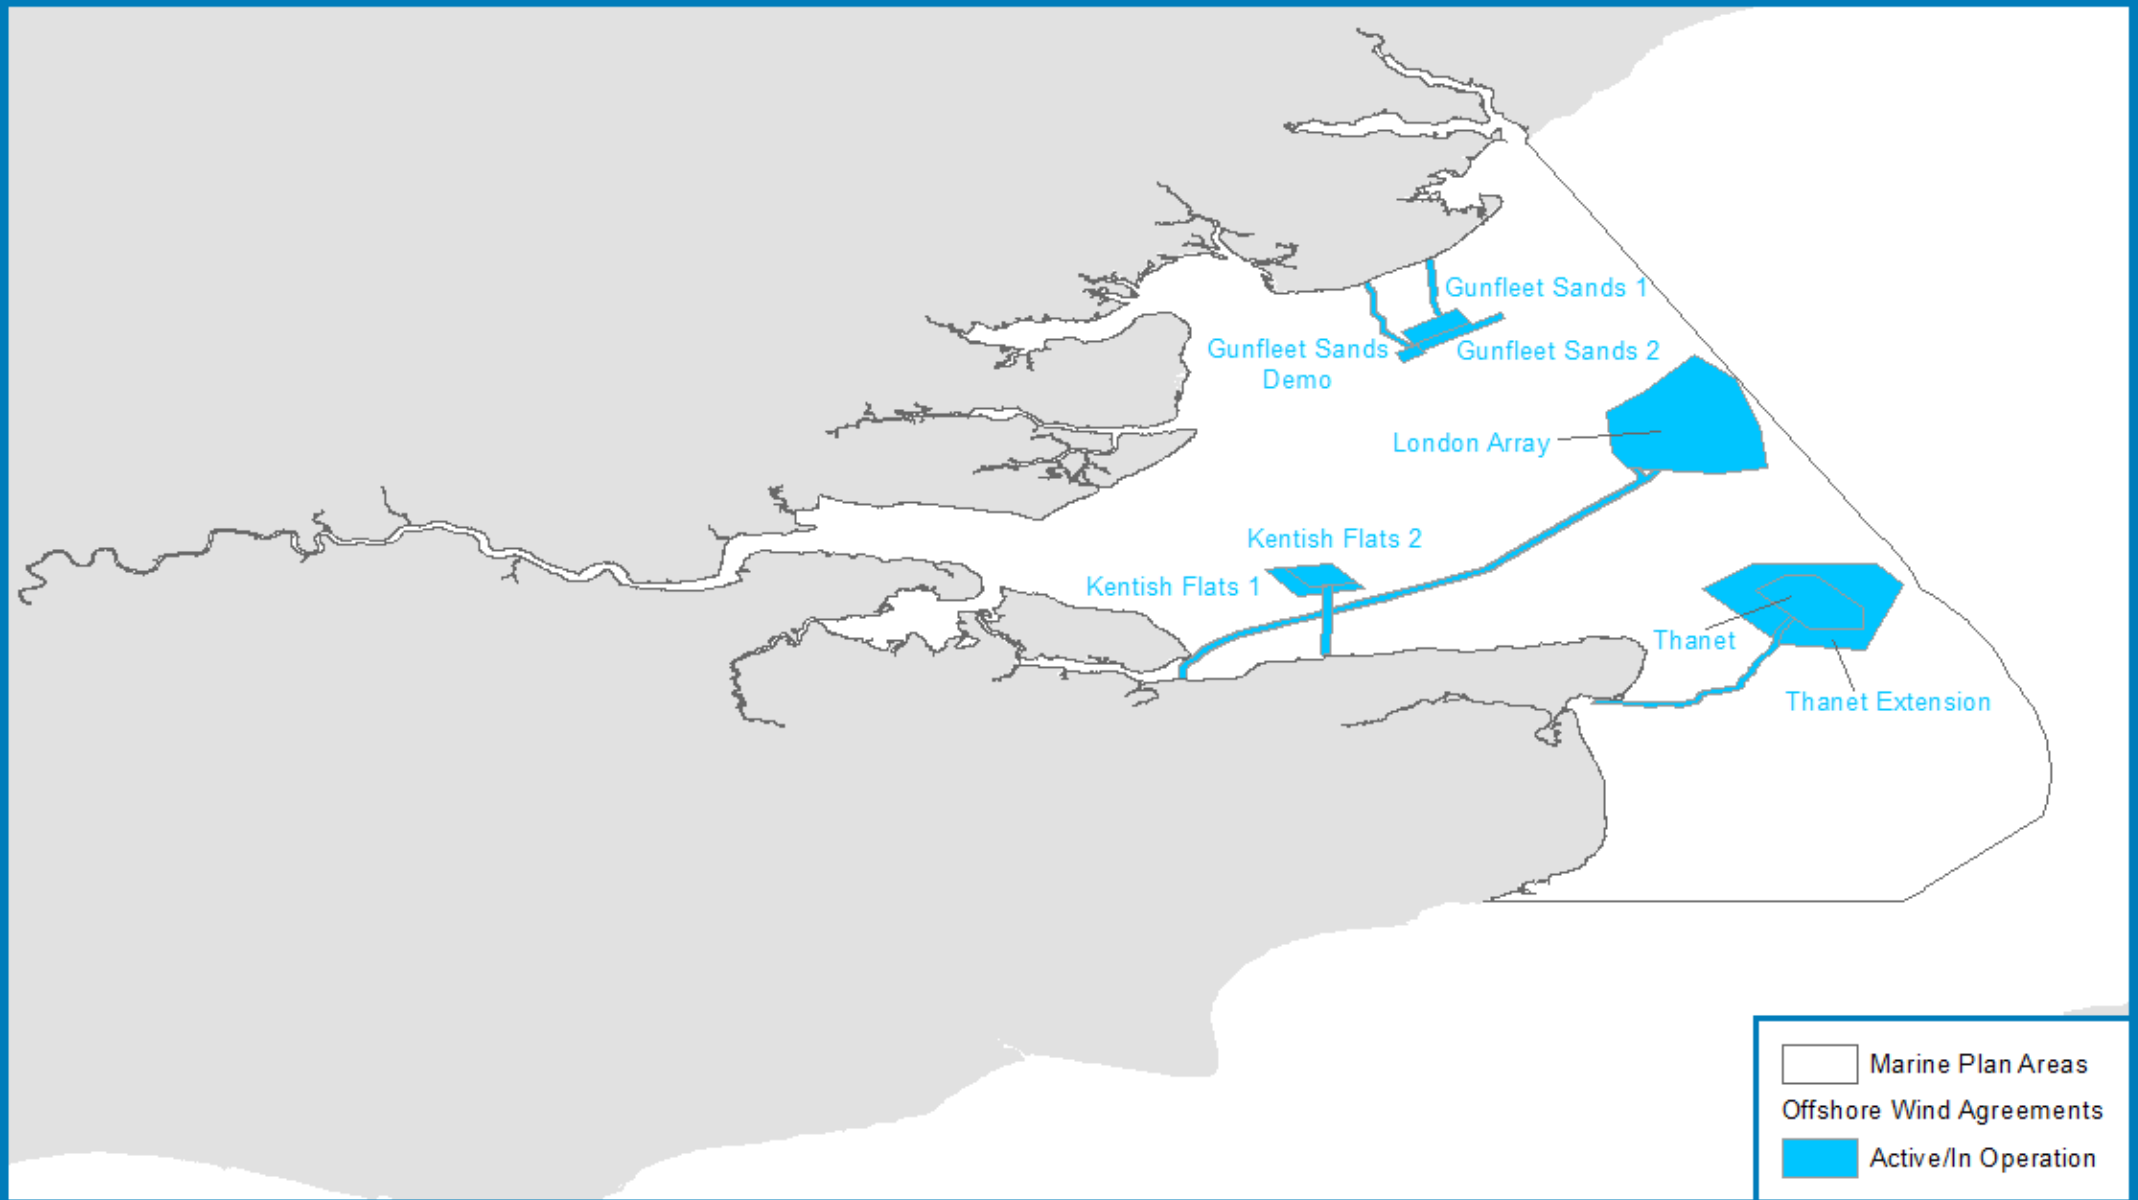 Gunfleet Sands 1
Gunfleet Sands
Demo
Gunfleet Sands 2
London Array
Kentish Flats 2
Kentish Flats 1
Thanet
Thanet Extension
Marine Plan Areas
Offshore Wind Agreements
Active/In Operation